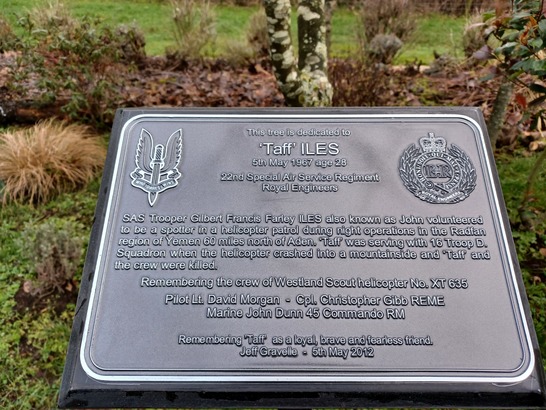 This tree is dedicated to
'Taff' ILES
5th May 1967 age 28
22nd Special Air Service Regiment
Royal Engineers
SAS Trooper Gilbert Francis Farley ILES also known as John volunteered
to be a spotter in a helicopter patrol during night operations in the Radfan
region of Yemen 60 miles north of Aden. "Taff" was serving with 16 Troop D.
Squadron when the helicopter crashed into a mountainside and "Taff" and
the crew were killed.
Remembering the crew of Westland Scout helicopter No. XT 635
Pilot Lt. David Morgan - Cpl. Christopher Gibb REME
Marine John Dunn 45 Commando RM
Remembering "Taff" as a loyal, brave and fearless friend.
Jeff Gravelle - 5th May 2012